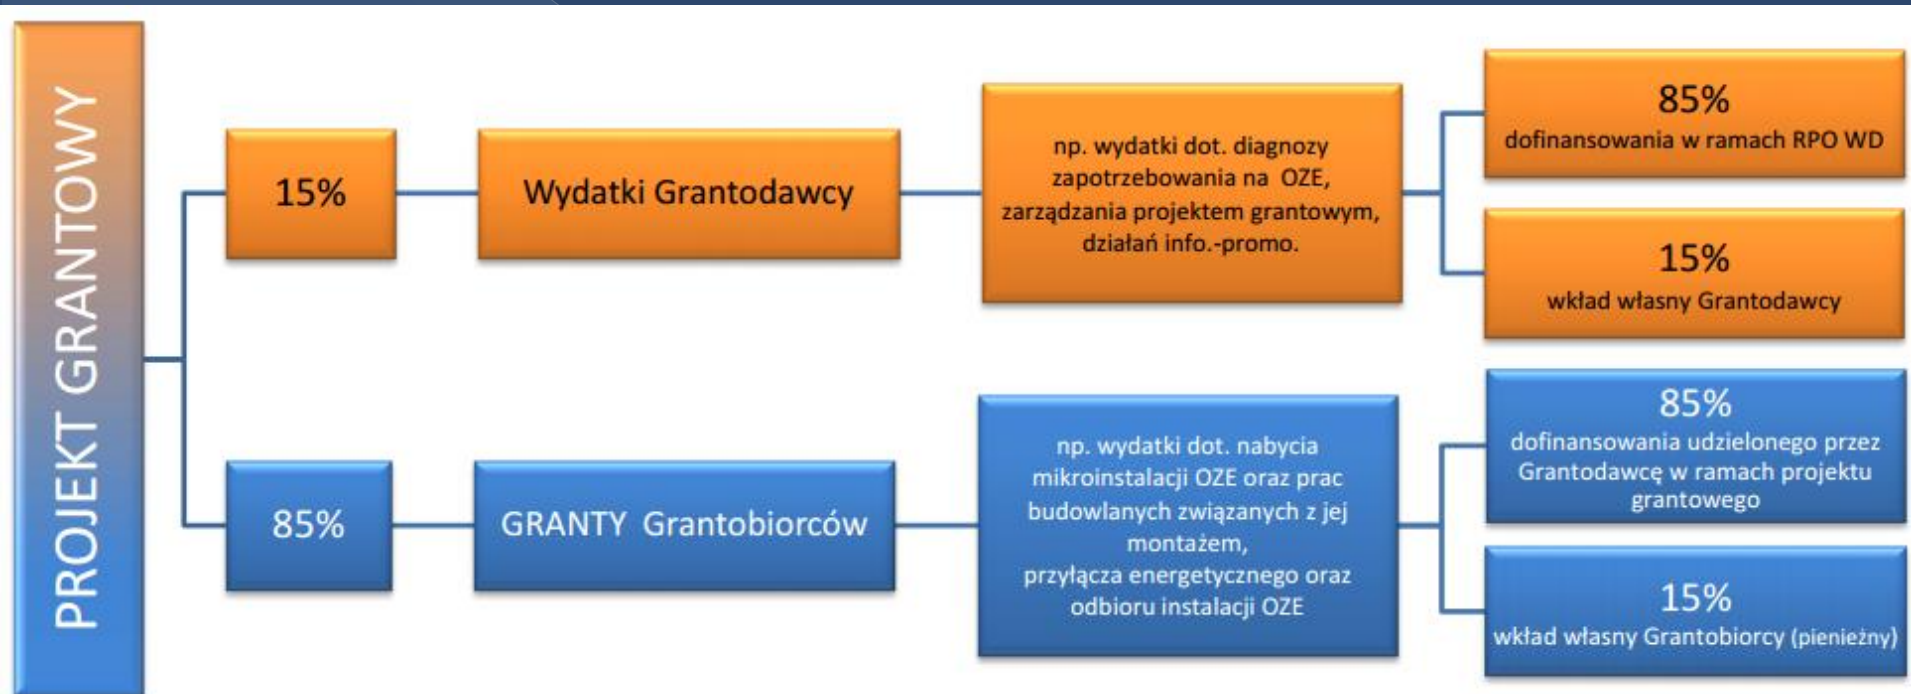 PROJEKT GRANTOWY
15%
Wydatki Grantodawcy
np. wydatki dot. diagnozy
zapotrzebowania na OZE,
zarządzania projektem grantowym,
działań info.-promo.
85%
dofinansowania w ramach RPO WD
15%
wkład własny Grantodawcy
85%
GRANTY Grantobiorców
np. wydatki dot. nabycia
mikroinstalacji OZE oraz prac
budowlanych związanych z jej
montażem,
przyłącza energetycznego oraz
odbioru instalacji OZE
85%
dofinansowania udzielonego przez
Grantodawcę w ramach projektu
grantowego
15%
wkład własny Grantobiorcy (pienieżny)